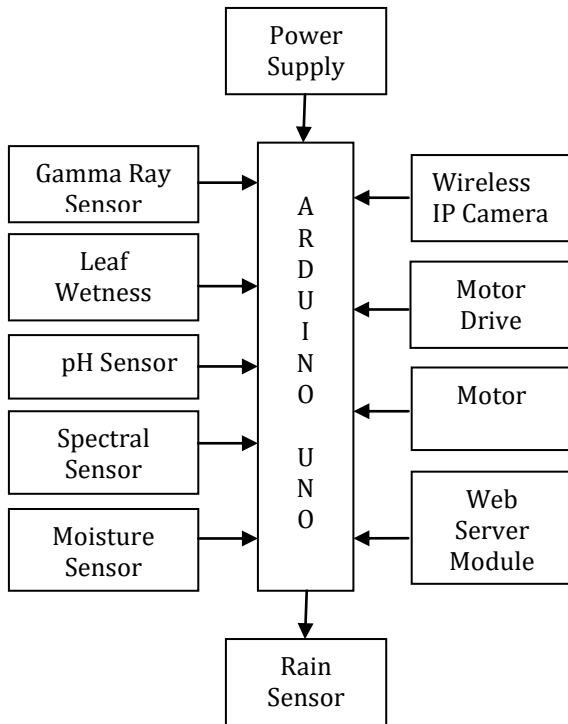 Power
Supply
Gamma Ray
Sensor
Leaf
Wetness
pH Sensor
Spectral
Sensor
Moisture
Sensor
A
R
D
U
I
N
O
U
N
O
Wireless
IP Camera
Motor
Drive
Motor
Web
Server
Module
Rain
Sensor